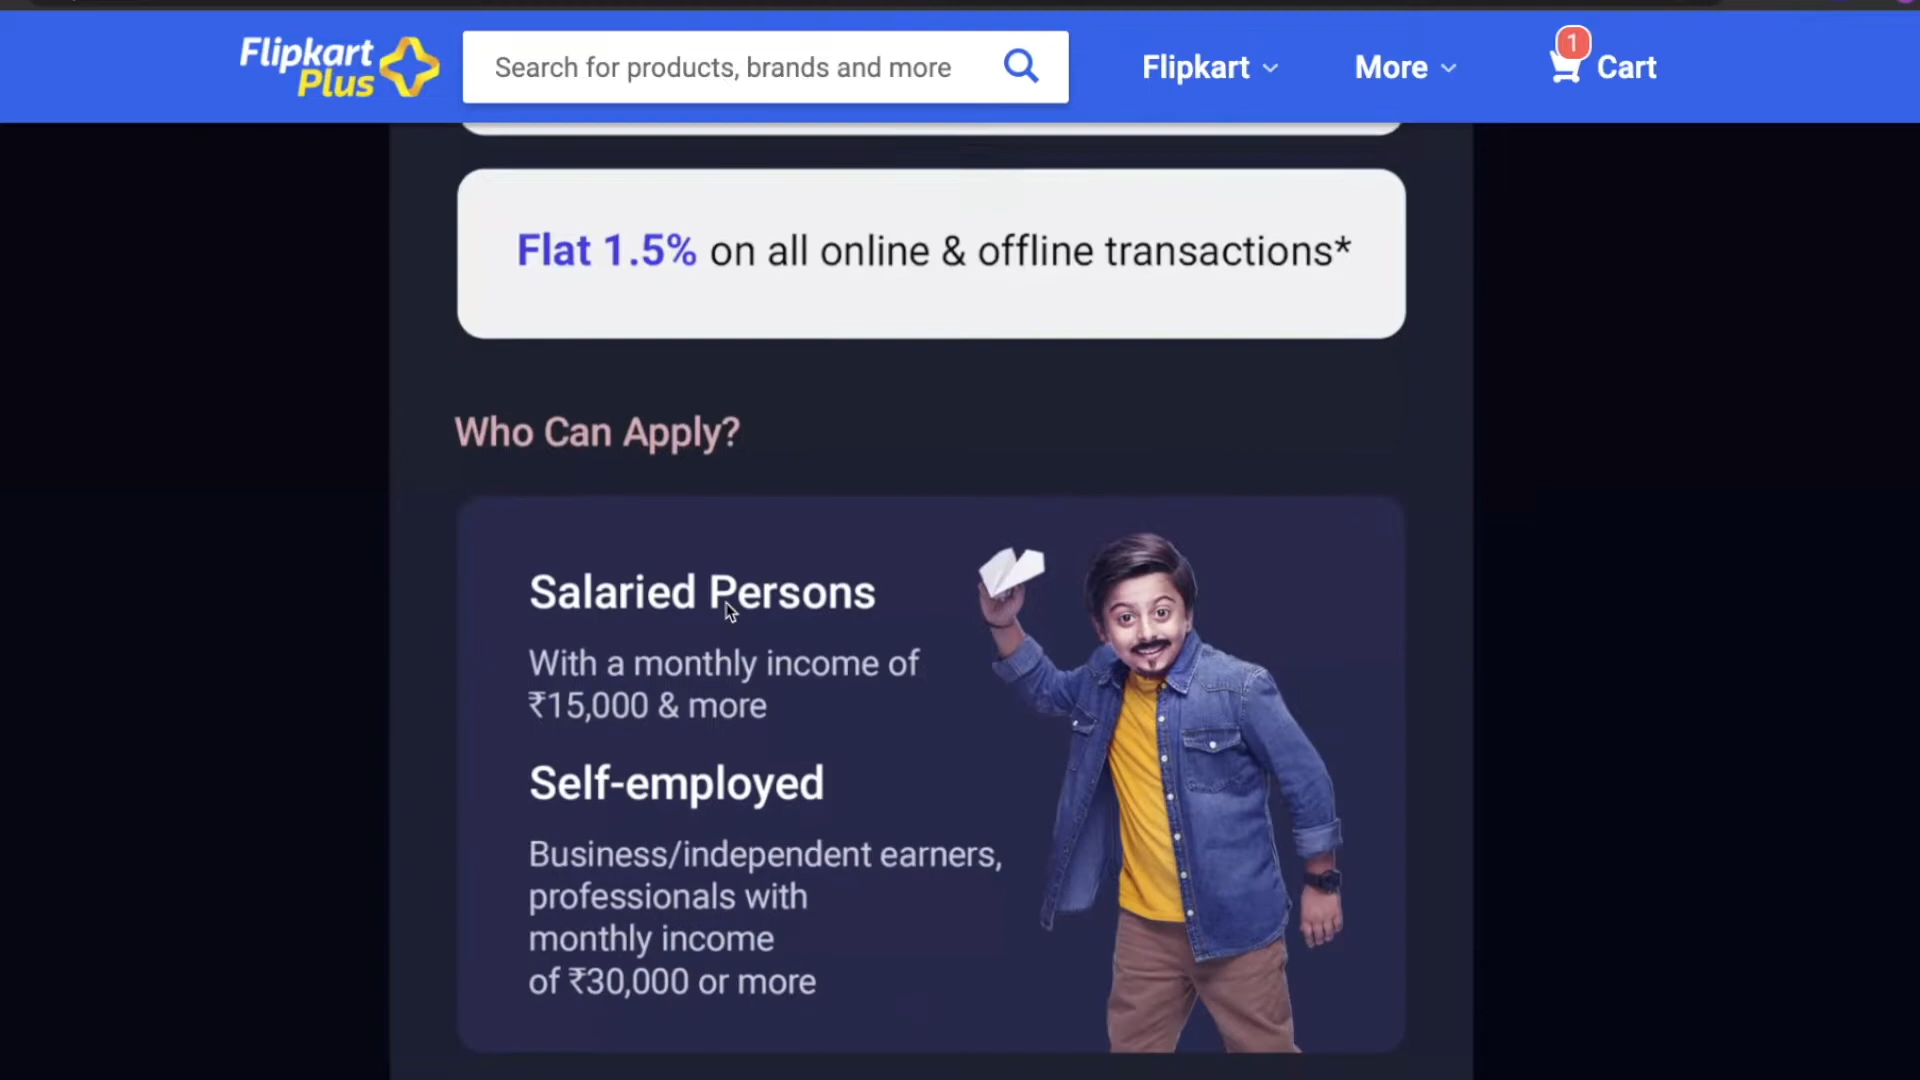 Flipkart
Plus
Search for products, brands and more
Flipkart
More
1
Cart
Flat 1.5% on all online & offline transactions*
Who Can Apply?
Salaried Persons
With a monthly income of
₹15,000 & more
Self-employed
Business/independent earners,
professionals with
monthly income
of ₹30,000 or more